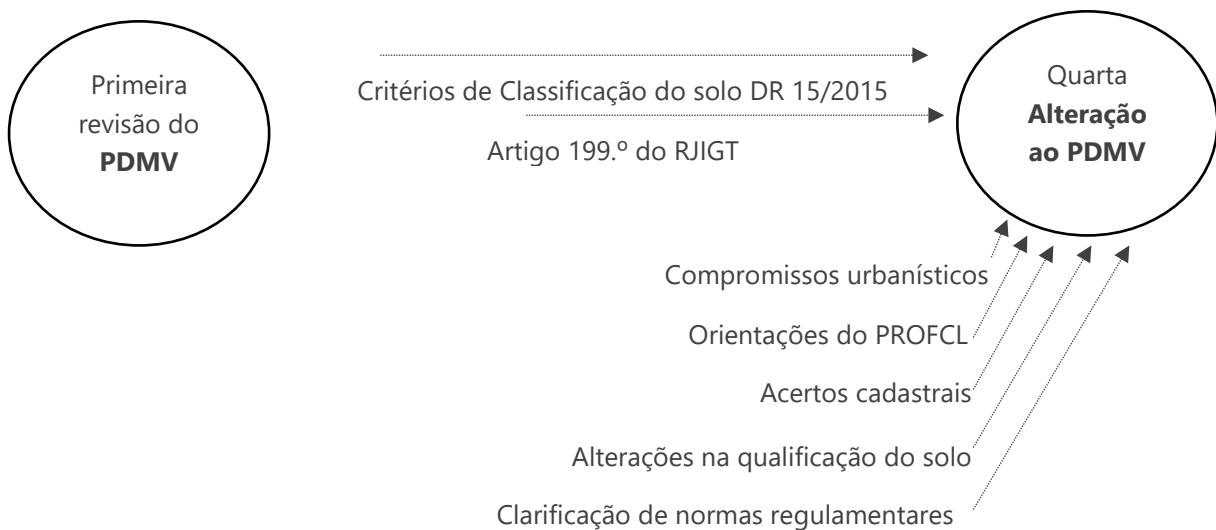 Primeira
revisão do
PDMV
Critérios de Classificação do solo DR 15/2015
Artigo 199.º do RJIGT
Quarta
Alteração
ao PDMV
Compromissos urbanísticos
Orientações do PROFCL
Acertos cadastrais
Alterações na qualificação do solo
Clarificação de normas regulamentares